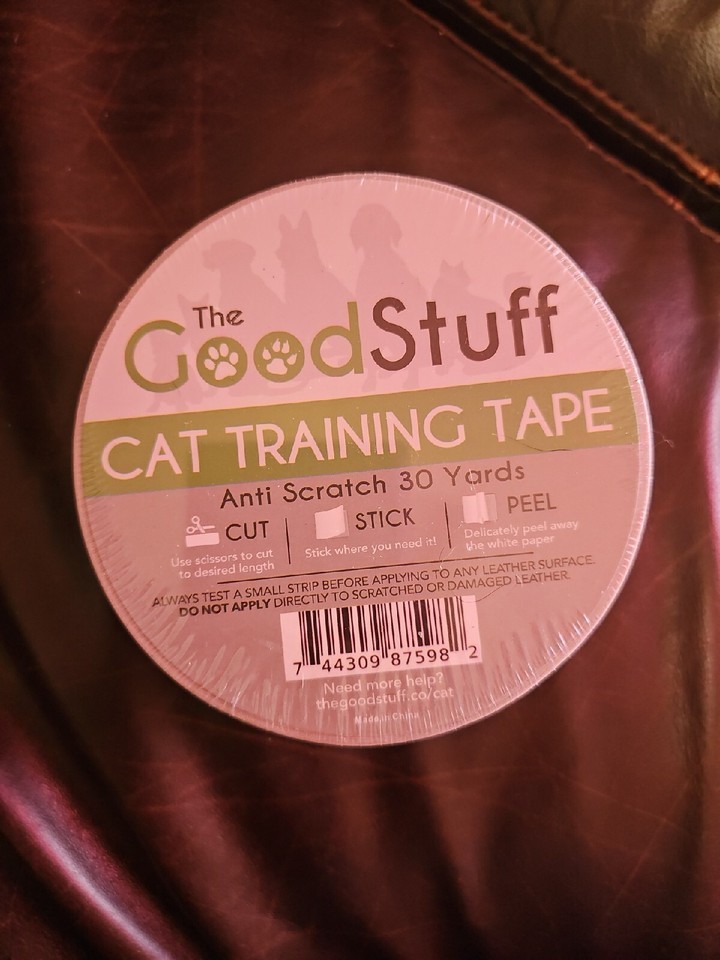 The
GoodStuff
CAT TRAINING TAPE
Anti Scratch 30 Yards
CUT
Use scissors to cut
to desired length
STICK
Stick where you need it!
PEEL
Delicately peel away
the white paper
ALWAYS TEST A SMALL STRIP BEFORE APPLYING TO ANY LEATHER SURFACE.
DO NOT APPLY DIRECTLY TO SCRATCHED OR DAMAGED LEATHER.
7 44309 87598 2
Need more help?
thegoodstuff.co/cat
Made in China